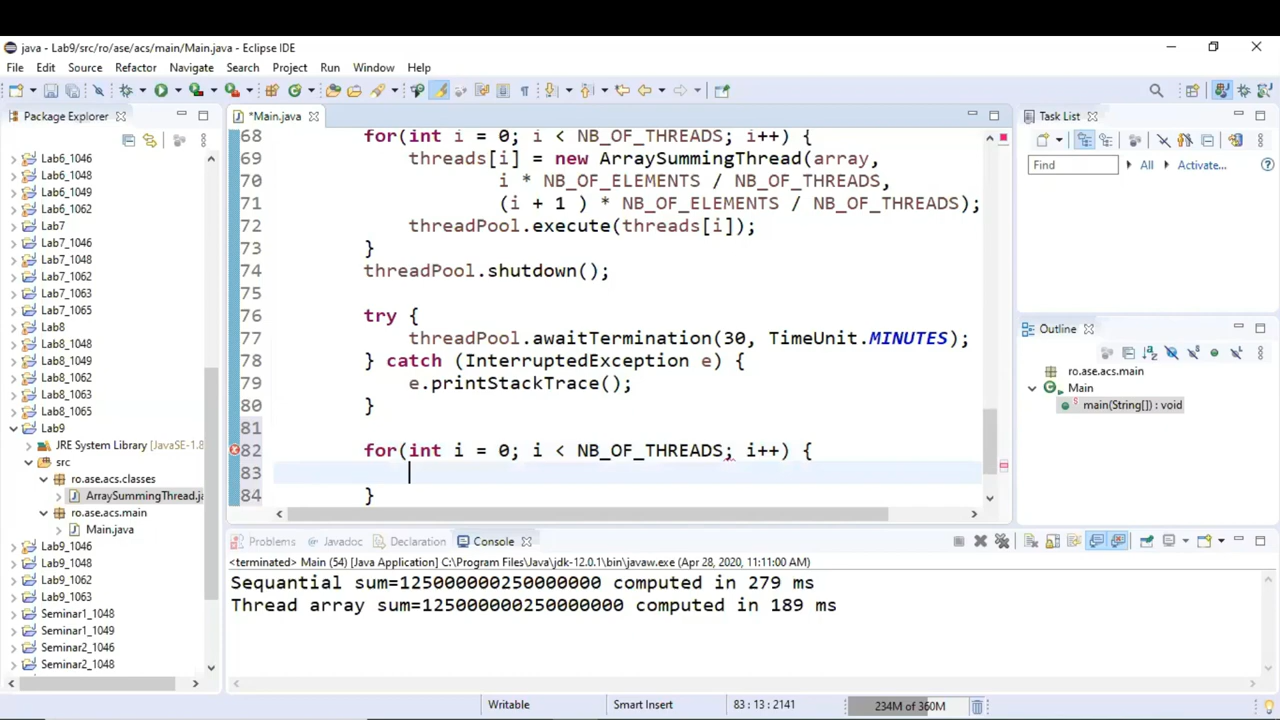 java - Lab9/src/ro/ase/acs/main/Main.java - Eclipse IDE
File Edit Source Refactor Navigate Search Project Run Window Help
Package Explorer
*Main.java
Task List
Lab6_1046
Lab6_1048
Lab6_1049
Lab6_1062
Lab7
Lab7_1046
Lab7_1048
Lab7_1062
Lab7_1063
Lab7_1065
Lab8
Lab8_1048
Lab8_1049
Lab8_1062
Lab8_1063
Lab8_1065
Lab9
JRE System Library [JavaSE-1.8
src
ro.ase.acs.classes
ArraySummingThread.ja
ro.ase.acs.main
Main.java
Lab9_1046
Lab9_1048
Lab9_1062
Lab9_1063
Seminar1_1048
Seminar1_1049
Seminar2_1046
Seminar2_1048
68 for(int i = 0; i < NB_OF_THREADS; i++) {
69 threads[i] = new ArraySummingThread(array,
70 i * NB_OF_ELEMENTS / NB_OF_THREADS,
71 (i + 1 ) * NB_OF_ELEMENTS / NB_OF_THREADS);
72 threadPool.execute(threads[i]);
73 }
74 threadPool.shutdown();
75
76 try {
77 threadPool.awaitTermination(30, TimeUnit.MINUTES);
78 } catch (InterruptedException e) {
79 e.printStackTrace();
80 }
81
82 for(int i = 0; i < NB_OF_THREADS; i++) {
83
84 }
Find All Activate...
Outline
ro.ase.acs.main
Main
main(String[]) : void
Problems Javadoc Declaration Console
<terminated> Main (54) [Java Application] C:\Program Files\Java\jdk-12.0.1\bin\javaw.exe (Apr 28, 2020, 11:11:00 AM)
Sequantial sum=125000000250000000 computed in 279 ms
Thread array sum=125000000250000000 computed in 189 ms
Writable Smart Insert 83 : 13 : 2141 234M of 360M